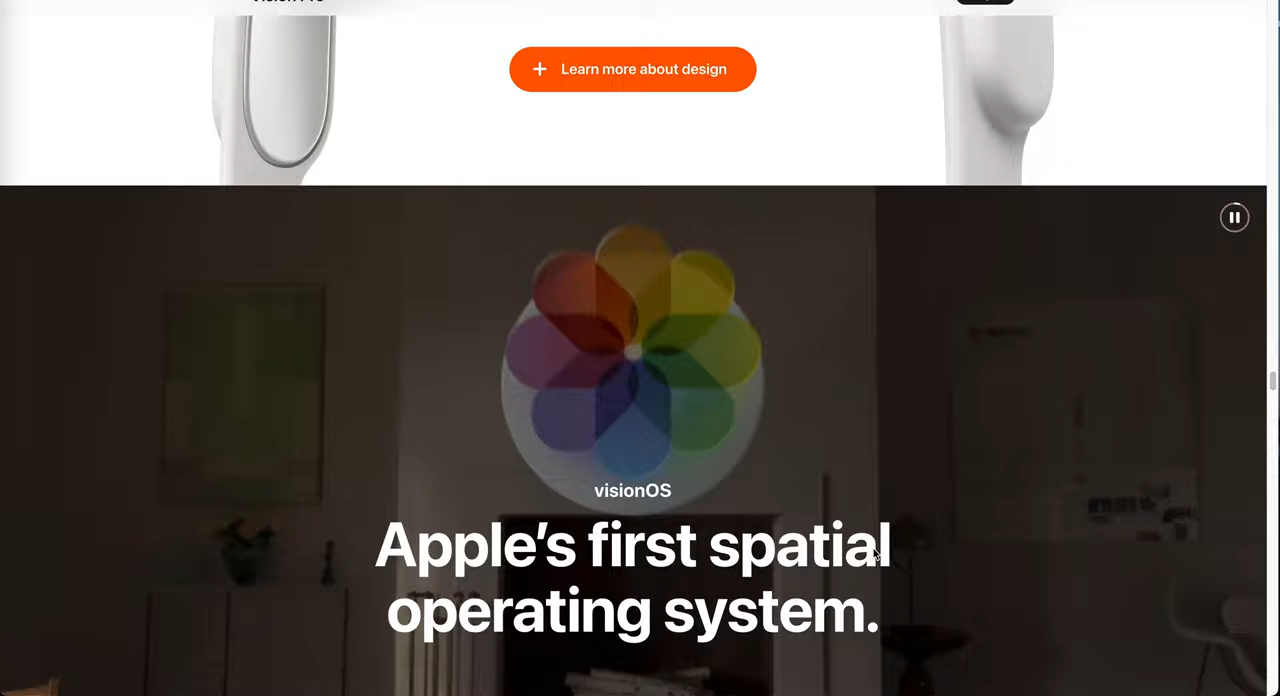 Learn more about design
visionOS
Apple’s first spatial
operating system.